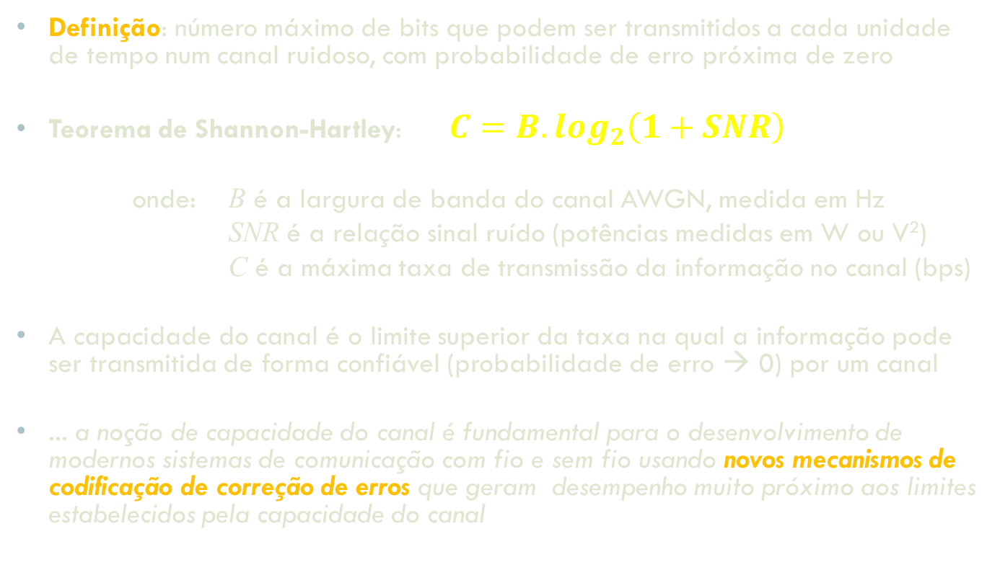 • Definição: número máximo de bits que podem ser transmitidos a cada unidade
de tempo num canal ruidoso, com probabilidade de erro próxima de zero
• Teorema de Shannon-Hartley: C = B. log₂(1 + SNR)
onde: B é a largura de banda do canal AWGN, medida em Hz
SNR é a relação sinal ruído (potências medidas em W ou V²)
C é a máxima taxa de transmissão da informação no canal (bps)
• A capacidade do canal é o limite superior da taxa na qual a informação pode
ser transmitida de forma confiável (probabilidade de erro → 0) por um canal
• ... a noção de capacidade do canal é fundamental para o desenvolvimento de
modernos sistemas de comunicação com fio e sem fio usando novos mecanismos de
codificação de correção de erros que geram desempenho muito próximo aos limites
estabelecidos pela capacidade do canal